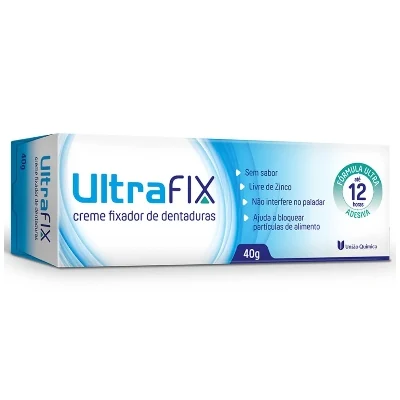 40g
UltraFIX
creme fixador de dentaduras
UltraFIX
creme fixador de dentaduras
Sem sabor
Livre de Zinco
Não interfere no paladar
Ajuda a bloquear
partículas de alimento
FÓRMULA ULTRA
até
12
horas
ADESIVA
40g
União Química